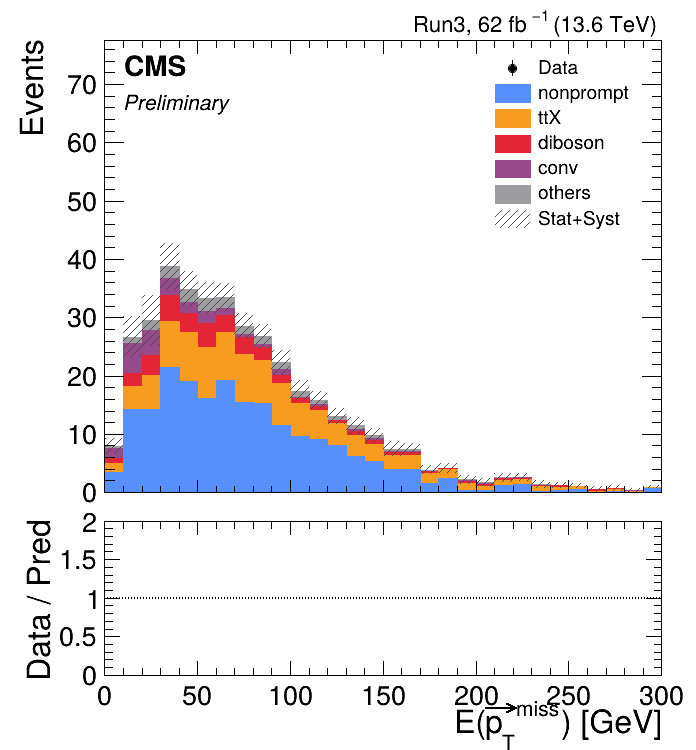 Run3, 62 fb⁻¹ (13.6 TeV)
CMS
Preliminary
Data
nonprompt
ttX
diboson
conv
others
Stat+Syst
Events
70
60
50
40
30
20
10
0
Data / Pred
2
1.5
1
0.5
0
0 50 100 150 200 250 300
E(p⃗_T^miss) [GeV]